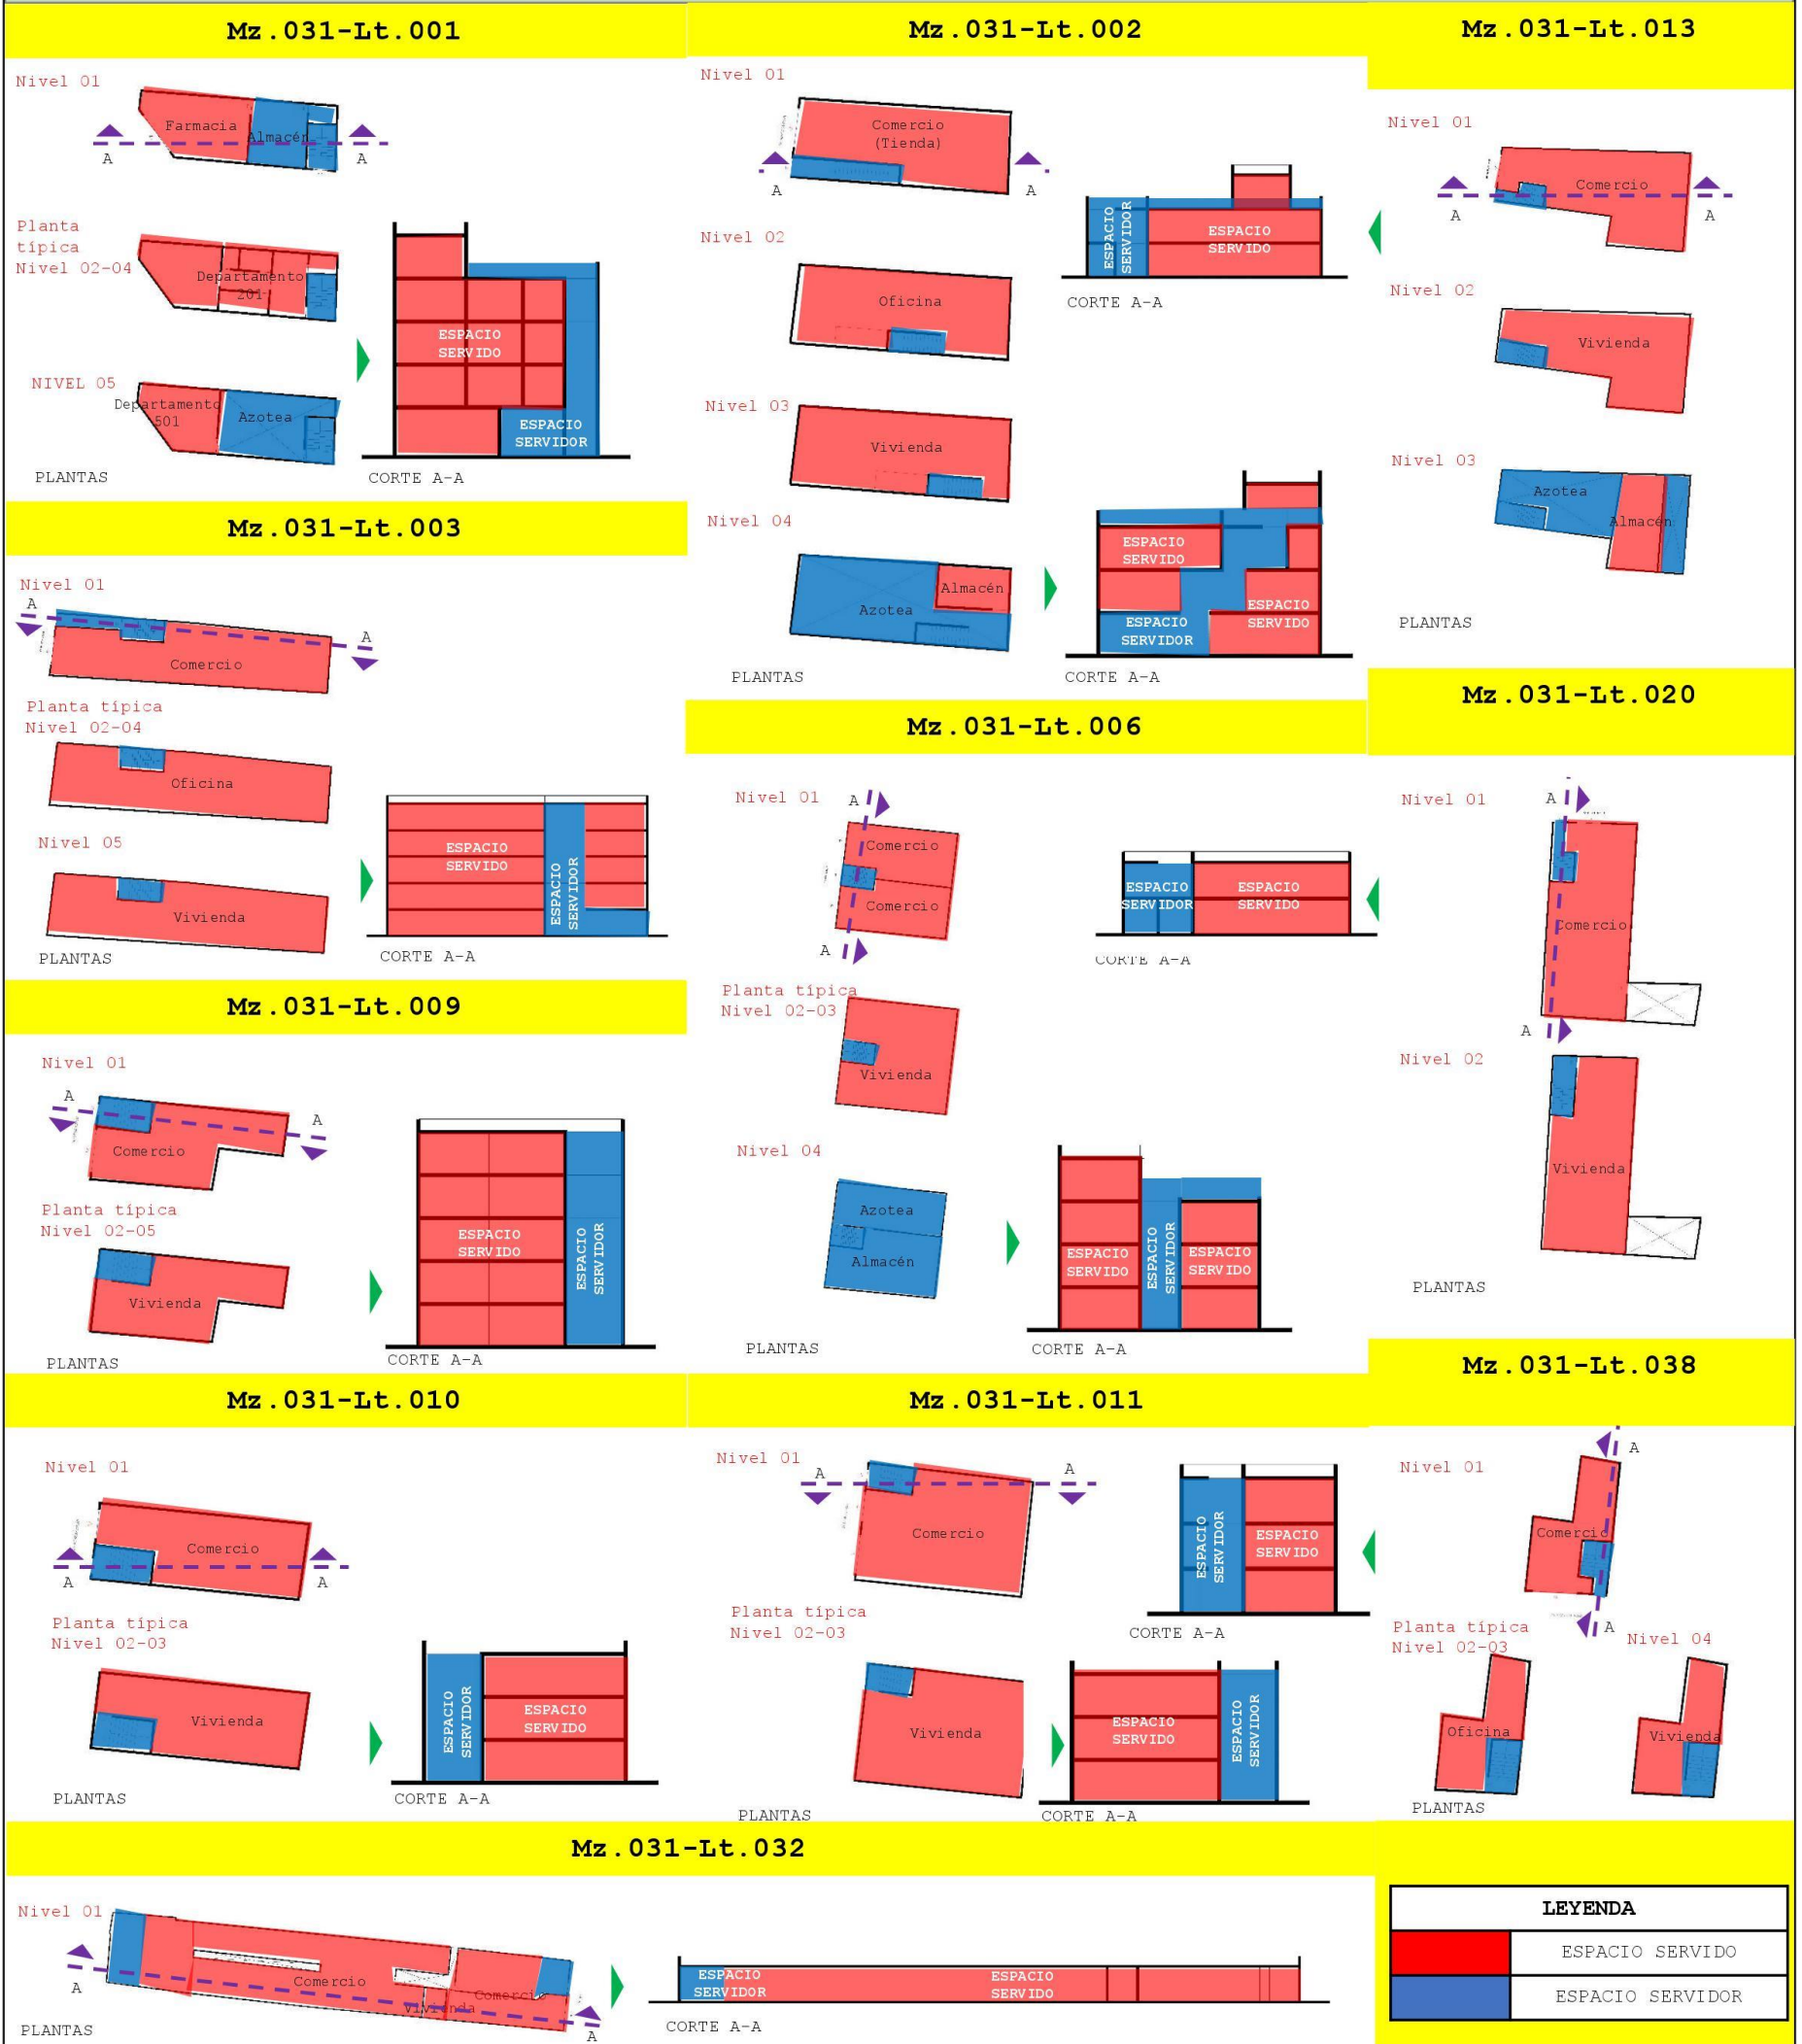 Mz.031-Lt.001
Nivel 01
Farmacia
Almacén
A
A
Planta
típica
Nivel 02-04
Departamento
201
NIVEL 05
Departamento
501
Azotea
PLANTAS
ESPACIO
SERVIDO
ESPACIO
SERVIDOR
CORTE A-A
Mz.031-Lt.002
Nivel 01
Comercio
(Tienda)
A
A
Nivel 02
Oficina
Nivel 03
Vivienda
Nivel 04
Almacén
Azotea
PLANTAS
ESPACIO
SERVIDO
ESPACIO
SERVIDO
ESPACIO
SERVIDOR
CORTE A-A
Mz.031-Lt.013
Nivel 01
Comercio
A
A
Nivel 02
Vivienda
Nivel 03
Azotea
Almacén
PLANTAS
ESPACIO
SERVIDOR
ESPACIO
SERVIDO
CORTE A-A
Mz.031-Lt.003
Nivel 01
A
A
Comercio
Planta típica
Nivel 02-04
Oficina
Nivel 05
Vivienda
PLANTAS
ESPACIO
SERVIDO
ESPACIO
SERVIDOR
CORTE A-A
Mz.031-Lt.006
Nivel 01
A
Comercio
Comercio
A
Planta típica
Nivel 02-03
Vivienda
Nivel 04
Azotea
Almacén
PLANTAS
ESPACIO
SERVIDO
ESPACIO
SERVIDOR
ESPACIO
SERVIDO
CORTE A-A
Mz.031-Lt.020
Nivel 01
A
Comercio
A
Nivel 02
Vivienda
PLANTAS
ESPACIO
SERVIDOR
ESPACIO
SERVIDO
CORTE A-A
Mz.031-Lt.009
Nivel 01
A
A
Comercio
Planta típica
Nivel 02-05
Vivienda
PLANTAS
ESPACIO
SERVIDO
ESPACIO
SERVIDOR
CORTE A-A
Mz.031-Lt.010
Nivel 01
Comercio
A
A
Planta típica
Nivel 02-03
Vivienda
PLANTAS
ESPACIO
SERVIDOR
ESPACIO
SERVIDO
CORTE A-A
Mz.031-Lt.011
Nivel 01
A
A
Comercio
Planta típica
Nivel 02-03
Vivienda
PLANTAS
ESPACIO
SERVIDO
ESPACIO
SERVIDOR
CORTE A-A
Mz.031-Lt.038
Nivel 01
A
Comercio
A
Planta típica
Nivel 02-03
Oficina
Nivel 04
Vivienda
PLANTAS
ESPACIO
SERVIDOR
ESPACIO
SERVIDO
CORTE A-A
Mz.031-Lt.032
Nivel 01
A
Comercio
Vivienda
Comercio
A
PLANTAS
ESPACIO
SERVIDOR
ESPACIO
SERVIDO
CORTE A-A
LEYENDA
ESPACIO SERVIDO
ESPACIO SERVIDOR